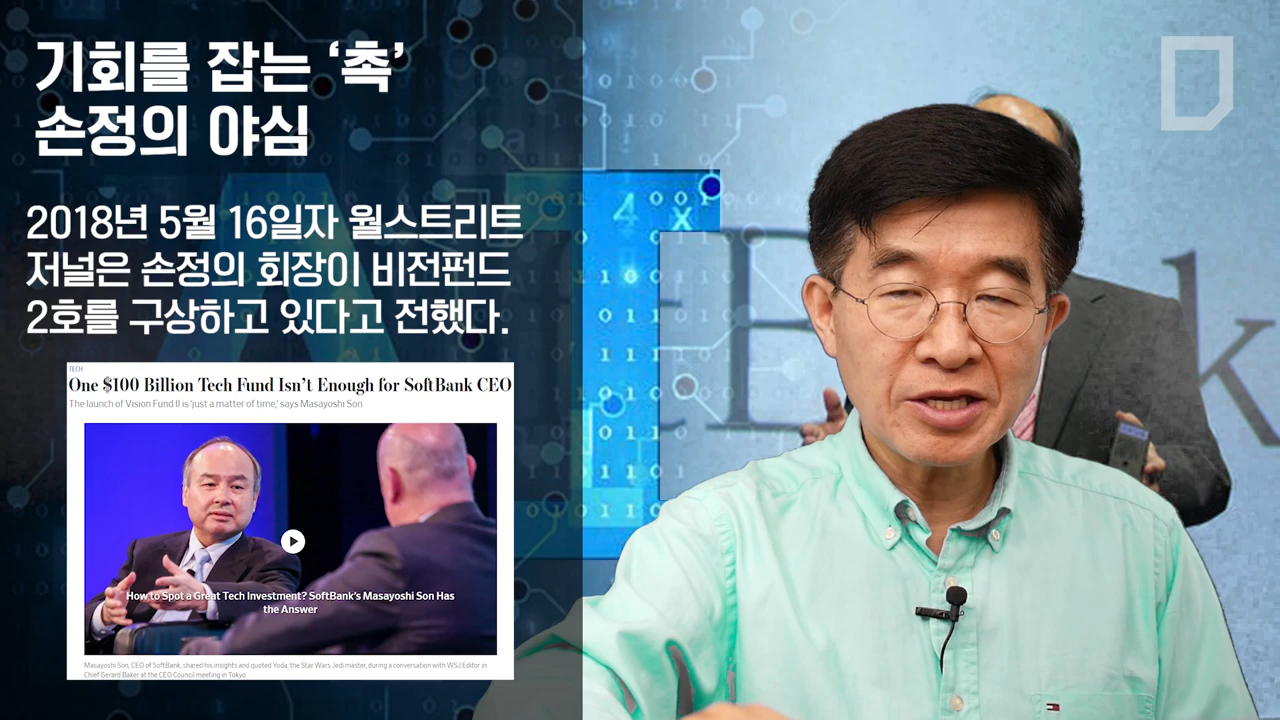 기회를 잡는 ‘촉’
손정의 야심
2018년 5월 16일자 월스트리트
저널은 손정의 회장이 비전펀드
2호를 구상하고 있다고 전했다.
TECH
One $100 Billion Tech Fund Isn’t Enough for SoftBank CEO
The launch of Vision Fund II is ‘just a matter of time,’ says Masayoshi Son
How to Spot a Great Tech Investment? SoftBank’s Masayoshi Son Has
the Answer
Masayoshi Son, CEO of SoftBank, shared his insights and quoted Yoda, the Star Wars Jedi master, during a conversation with WSJ Editor in
Chief Gerard Baker at the CEO Council meeting in Tokyo